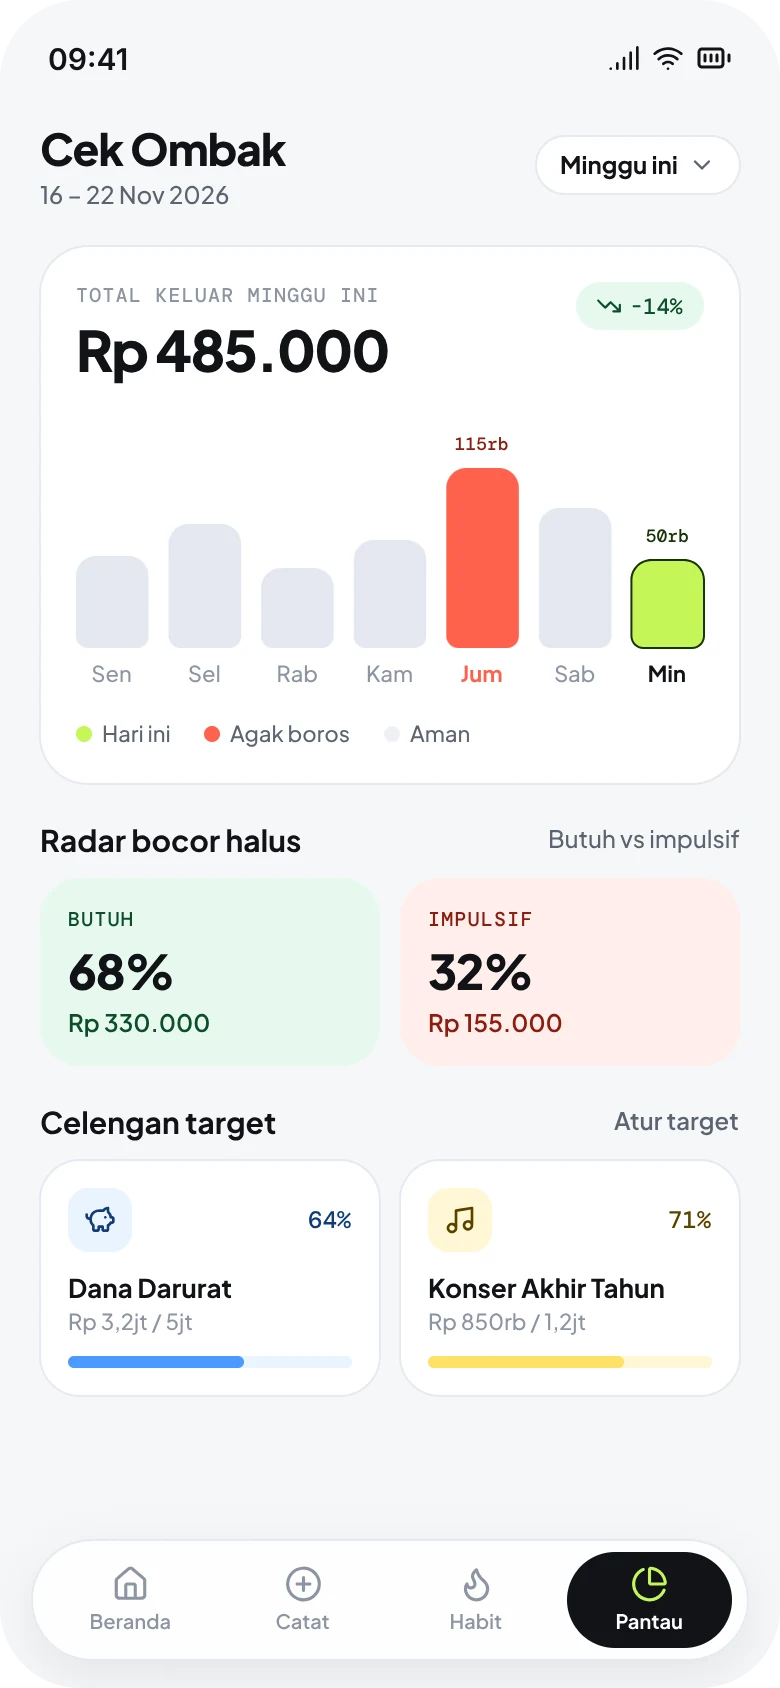 09:41
Cek Ombak
Minggu ini
16 – 22 Nov 2026
TOTAL KELUAR MINGGU INI
-14%
Rp 485.000
115rb
50rb
Sen Sel Rab Kam Jum Sab Min
Hari ini Agak boros Aman
Radar bocor halus
Butuh vs impulsif
BUTUH
68%
Rp 330.000
IMPULSIF
32%
Rp 155.000
Celengan target
Atur target
64%
Dana Darurat
Rp 3,2jt / 5jt
71%
Konser Akhir Tahun
Rp 850rb / 1,2jt
Beranda Catat Habit Pantau